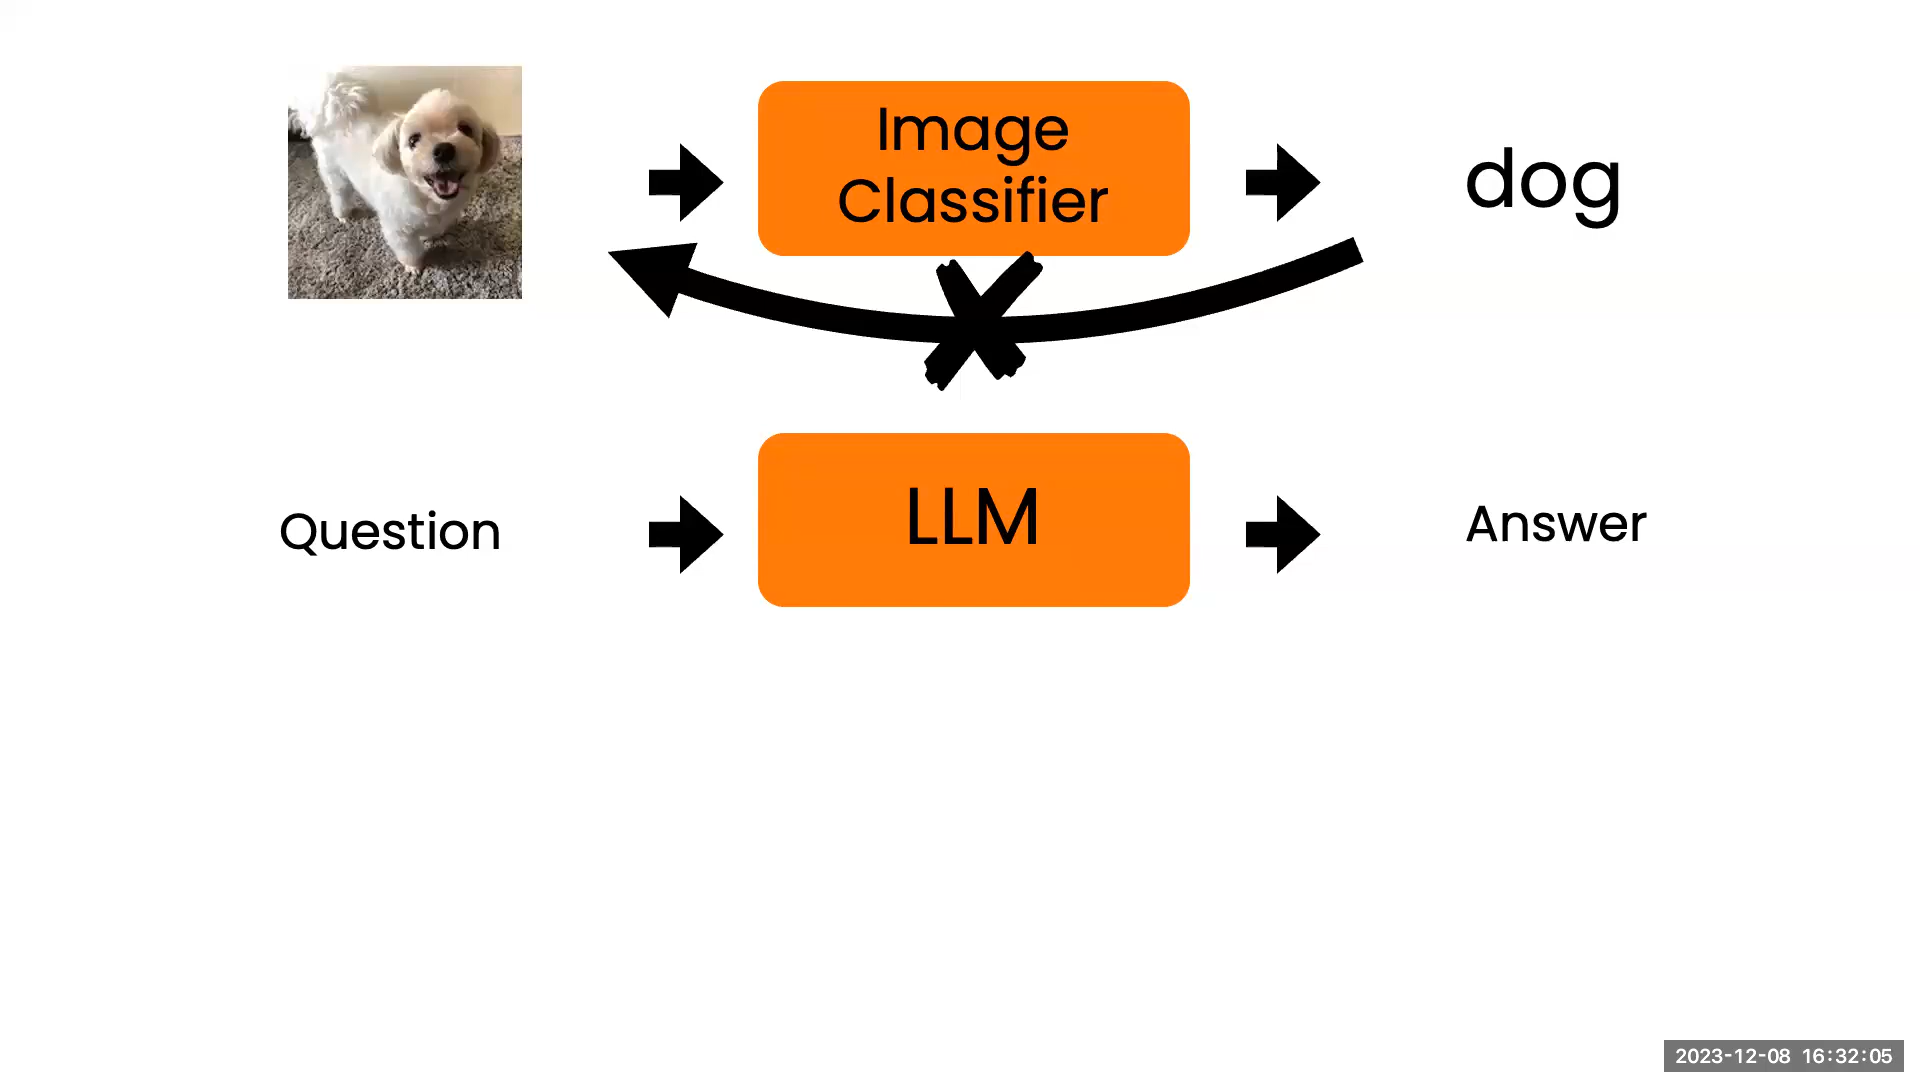 Image
Classifier
dog
Question
LLM
Answer
2023-12-08 16:32:05